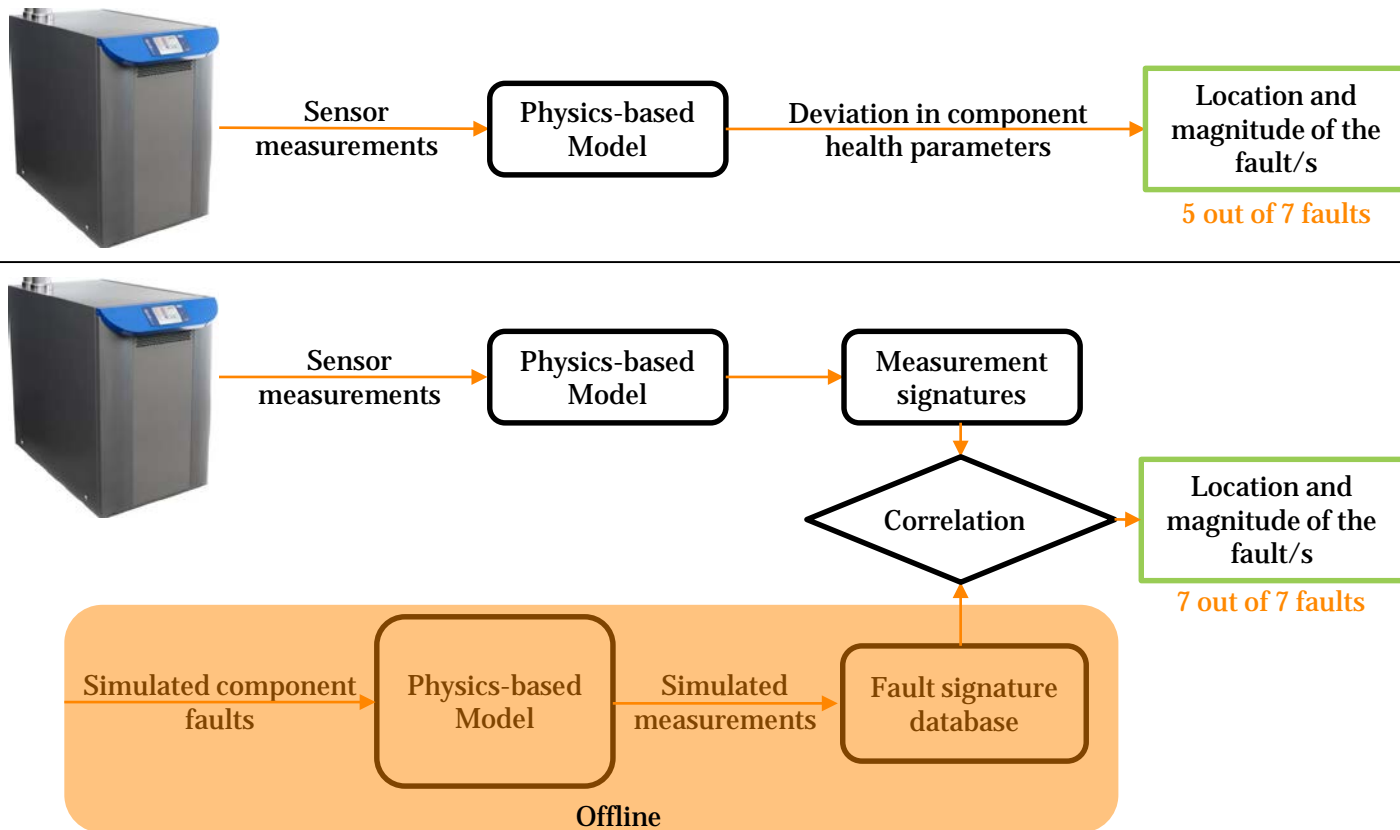 Sensor
measurements
Physics-based
Model
Deviation in component
health parameters
Location and
magnitude of the
fault/s
5 out of 7 faults
Sensor
measurements
Physics-based
Model
Measurement
signatures
Correlation
Location and
magnitude of the
fault/s
7 out of 7 faults
Simulated component
faults
Physics-based
Model
Simulated
measurements
Fault signature
database
Offline